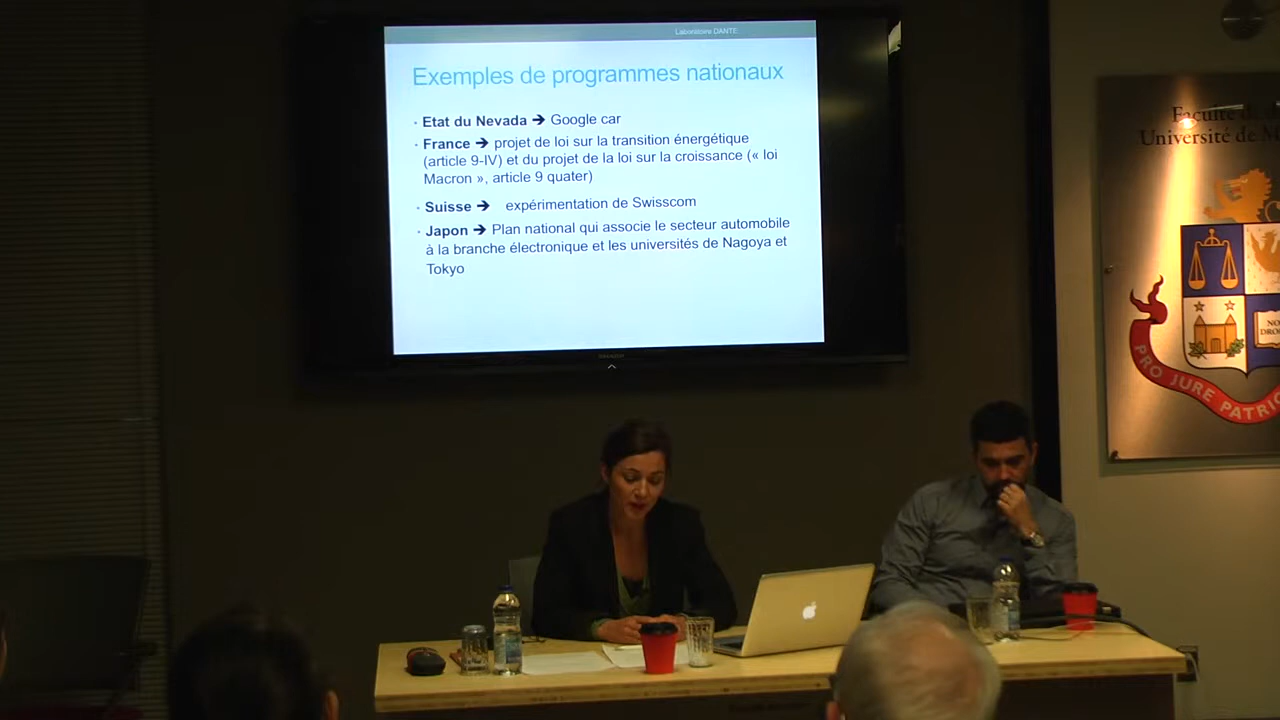 Laboratoire DANTE
Exemples de programmes nationaux
• Etat du Nevada ➔ Google car
• France ➔ projet de loi sur la transition énergétique
(article 9-IV) et du projet de la loi sur la croissance (« loi
Macron », article 9 quater)
• Suisse ➔ expérimentation de Swisscom
• Japon ➔ Plan national qui associe le secteur automobile
à la branche électronique et les universités de Nagoya et
Tokyo
Faculté de
Université de
PRO JURE PATRI